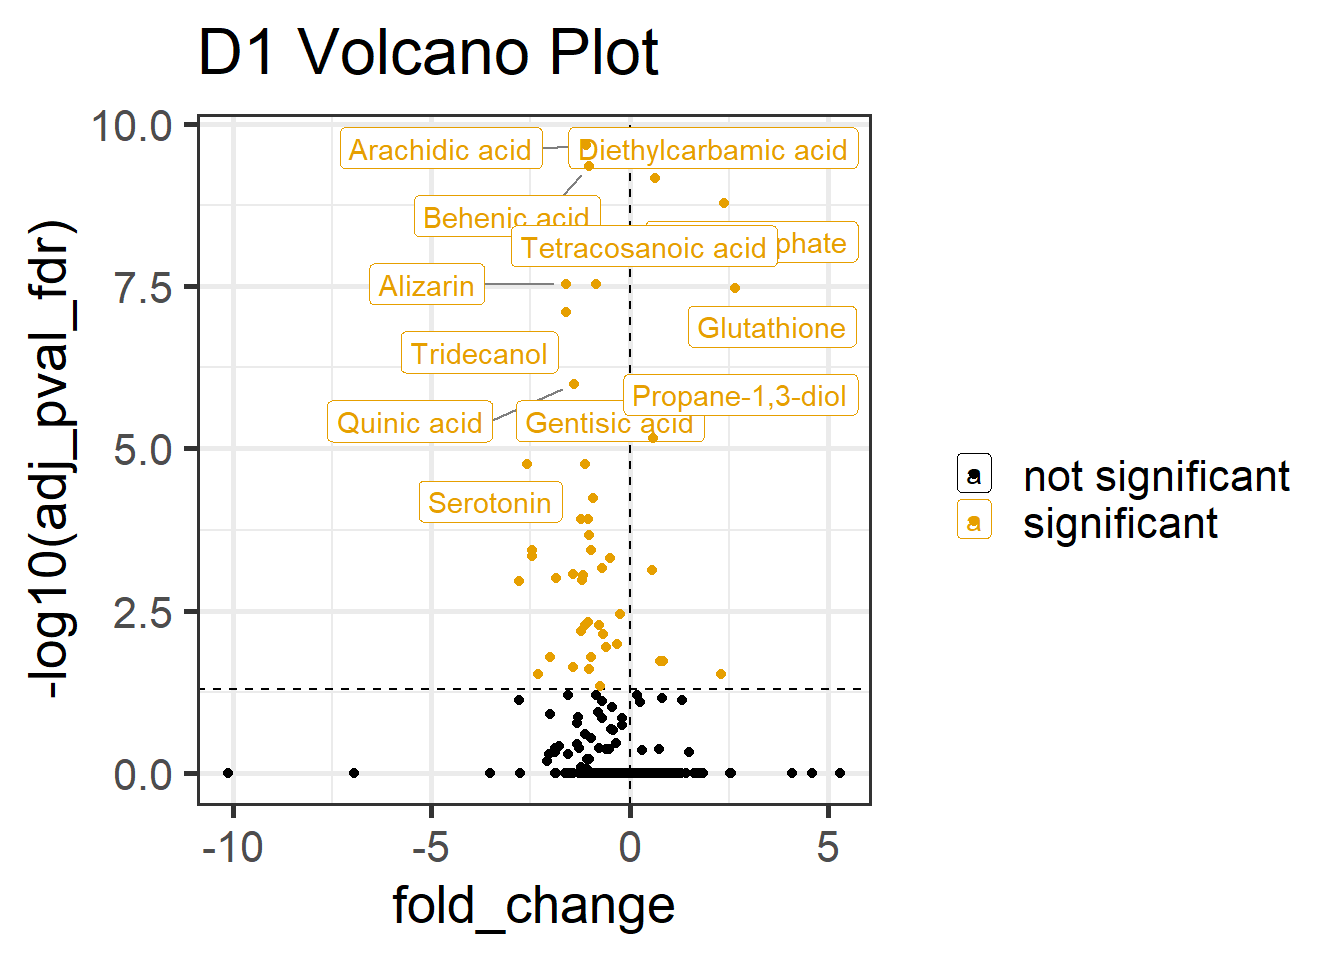 D1 Volcano Plot
-log10(adj_pval_fdr)
10.0
7.5
5.0
2.5
0.0
Arachidic acid
Diethylcarbamic acid
Behenic acid
Tetracosanoic acid
phate
Alizarin
Glutathione
Tridecanol
Propane-1,3-diol
Quinic acid
Gentisic acid
Serotonin
-10
-5
0
5
fold_change
a not significant
a significant